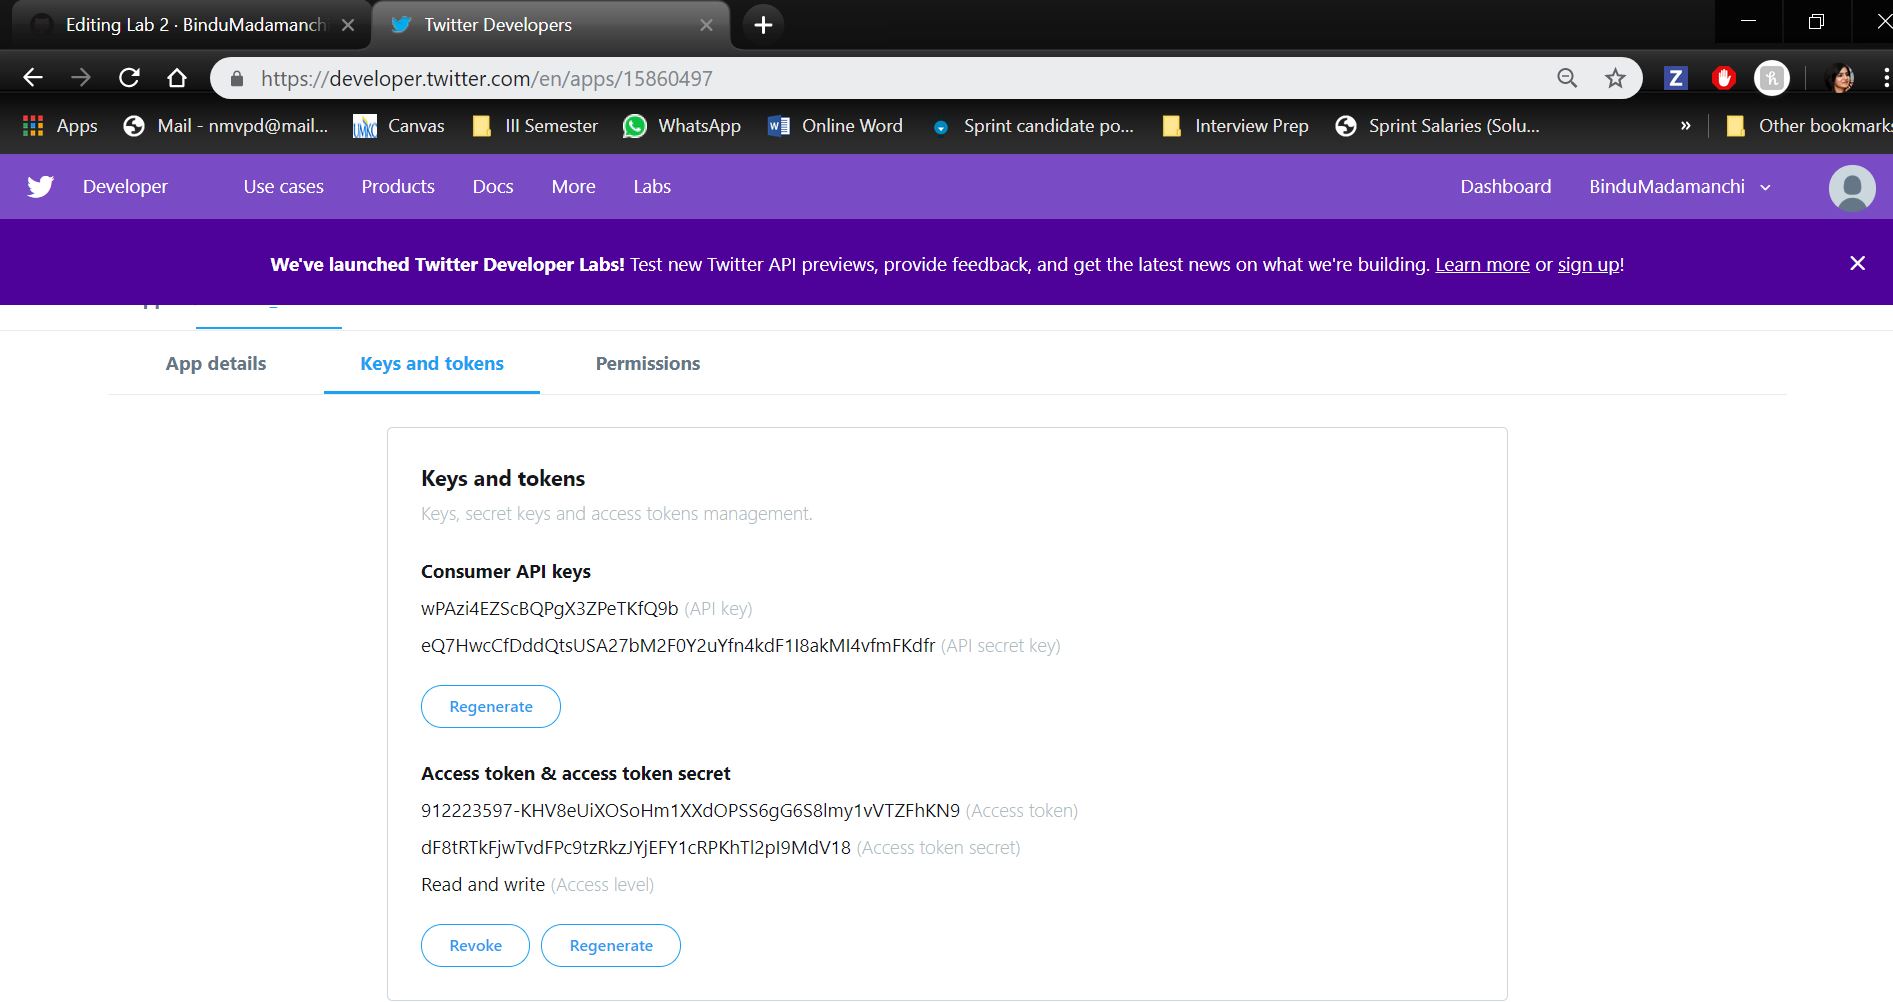 Editing Lab 2 · BinduMadamanch
Twitter Developers
https://developer.twitter.com/en/apps/15860497
Apps
Mail - nmvpd@mail...
UMKC
Canvas
III Semester
WhatsApp
Online Word
Sprint candidate po...
Interview Prep
Sprint Salaries (Solu...
»
Other bookmarks
Developer
Use cases
Products
Docs
More
Labs
Dashboard
BinduMadamanchi
We've launched Twitter Developer Labs! Test new Twitter API previews, provide feedback, and get the latest news on what we're building. Learn more or sign up!
App details
Keys and tokens
Permissions
Keys and tokens
Keys, secret keys and access tokens management.
Consumer API keys
wPAzi4EZScBQPgX3ZPeTKfQ9b (API key)
eQ7HwcCfDddQtsUSA27bM2F0Y2uYfn4kdF1I8akMI4vfmFKdfr (API secret key)
Regenerate
Access token & access token secret
912223597-KHV8eUiXOSoHm1XXdOPSS6gG6S8lmy1vVTZFhKN9 (Access token)
dF8tRTkFjwTvdFPc9tzRkzJYjEFY1cRPKhTl2pI9MdV18 (Access token secret)
Read and write (Access level)
Revoke
Regenerate